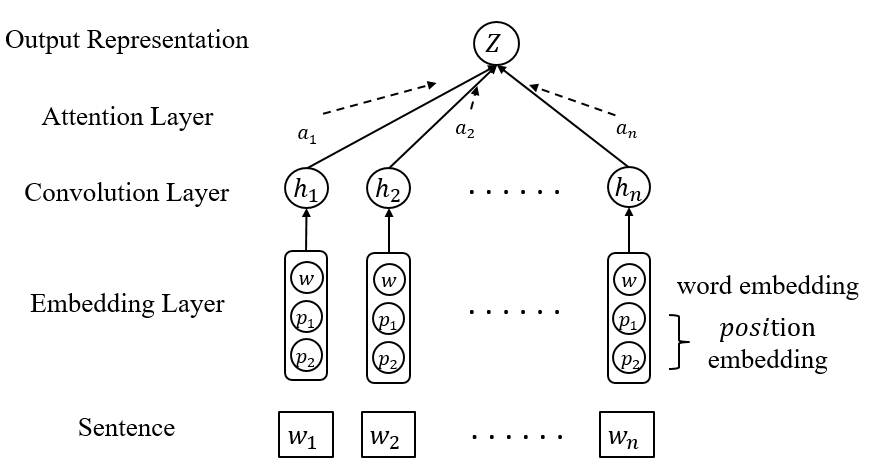 Output Representation
Z
Attention Layer
a₁
a₂
aₙ
Convolution Layer
h₁ h₂ . . . . . . hₙ
Embedding Layer
w w w
p₁ p₁ . . . . . . p₁
p₂ p₂ p₂
word embedding
position
embedding
Sentence
w₁ w₂ . . . . . . wₙ